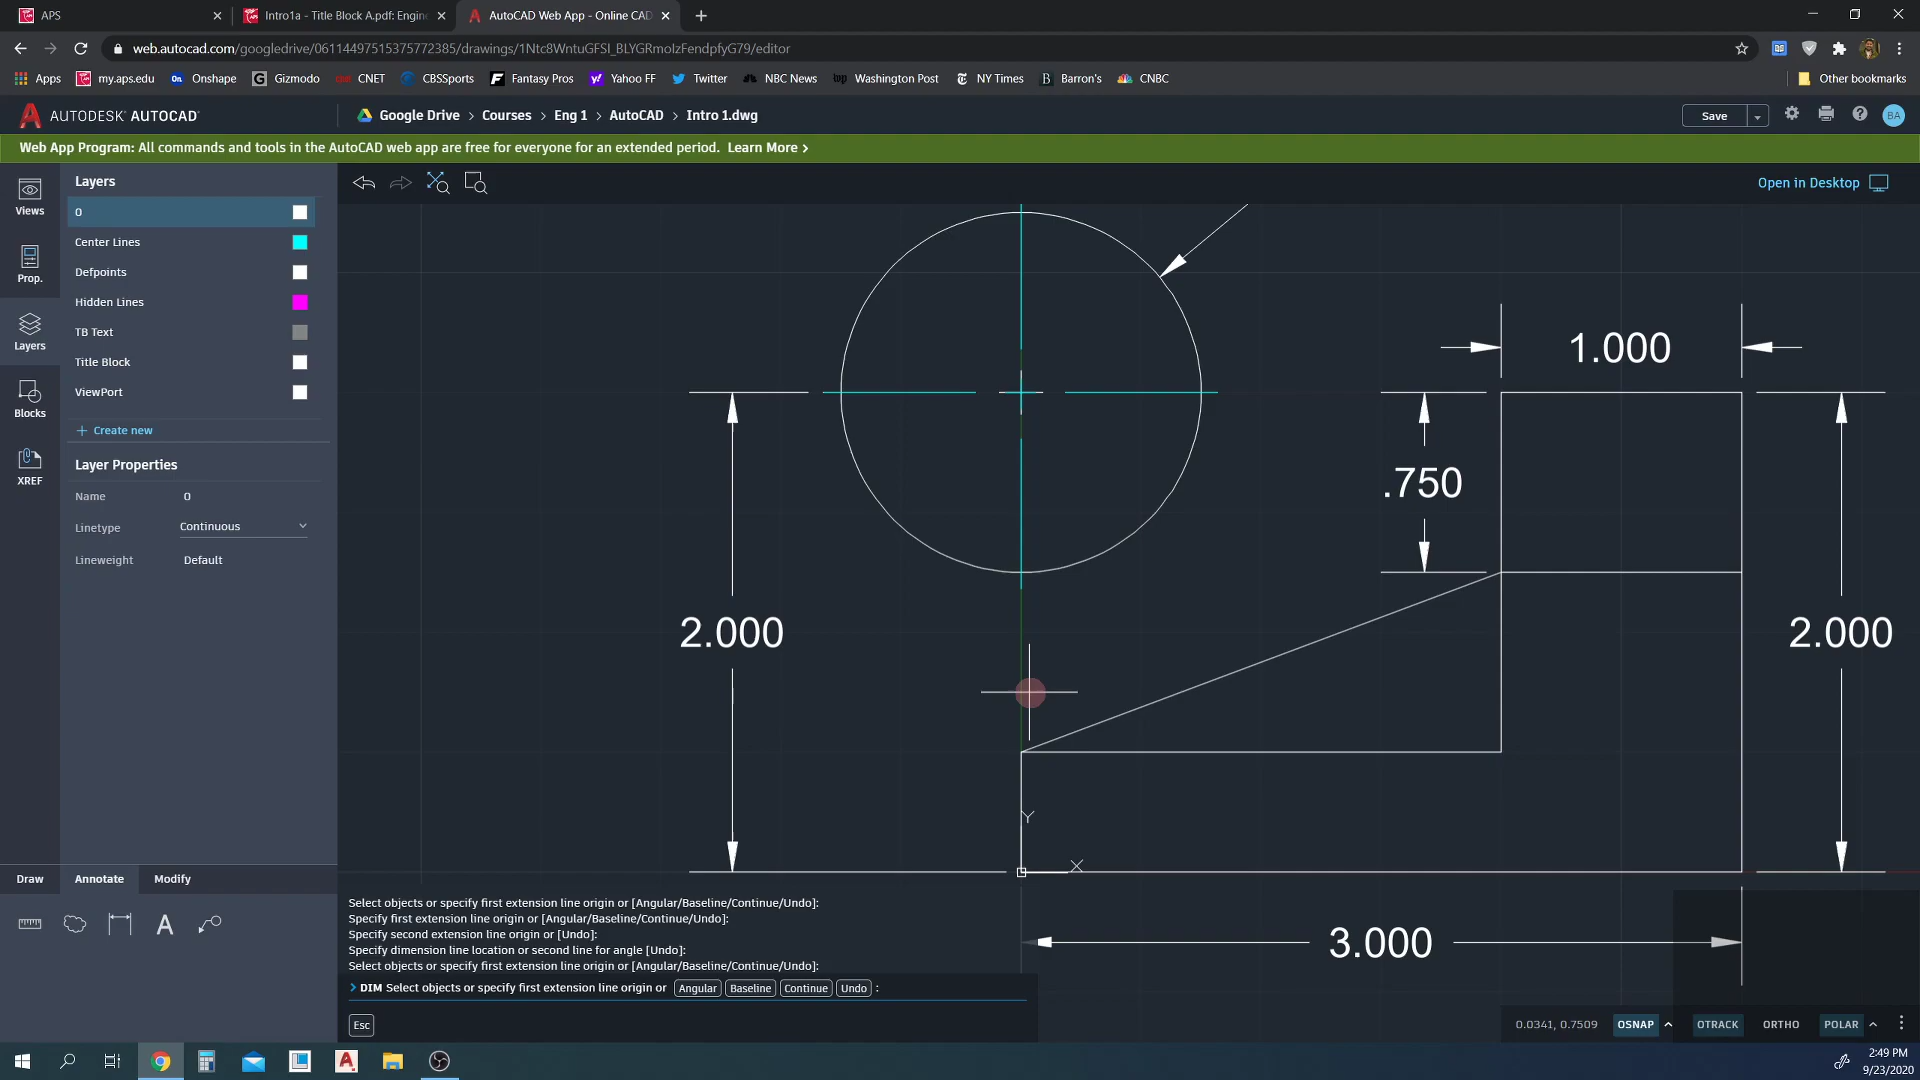 APS
Intro1a - Title Block A.pdf: Engine
AutoCAD Web App - Online CAD
web.autocad.com/googledrive/06114497515375772385/drawings/1Ntc8WntuGFSI_BLYGRmoIzFendpfyG79/editor
Apps
my.aps.edu
Onshape
Gizmodo
CNET
CBSSports
Fantasy Pros
Yahoo FF
Twitter
NBC News
Washington Post
NY Times
Barron's
CNBC
Other bookmarks
AUTODESK® AUTOCAD®
Google Drive > Courses > Eng 1 > AutoCAD > Intro 1.dwg
Save
BA
Web App Program: All commands and tools in the AutoCAD web app are free for everyone for an extended period. Learn More >
Views
Prop.
Layers
Blocks
XREF
Layers
0
Center Lines
Defpoints
Hidden Lines
TB Text
Title Block
ViewPort
+ Create new
Layer Properties
Name 0
Linetype Continuous
Lineweight Default
Open in Desktop
1.000
.750
2.000
2.000
Y
X
3.000
Draw
Annotate
Modify
A
Select objects or specify first extension line origin or [Angular/Baseline/Continue/Undo]:
Specify first extension line origin or [Angular/Baseline/Continue/Undo]:
Specify second extension line origin or [Undo]:
Specify dimension line location or second line for angle [Undo]:
Select objects or specify first extension line origin or [Angular/Baseline/Continue/Undo]:
> DIM Select objects or specify first extension line origin or Angular Baseline Continue Undo :
Esc
0.0341, 0.7509
OSNAP
OTRACK
ORTHO
POLAR
2:49 PM
9/23/2020